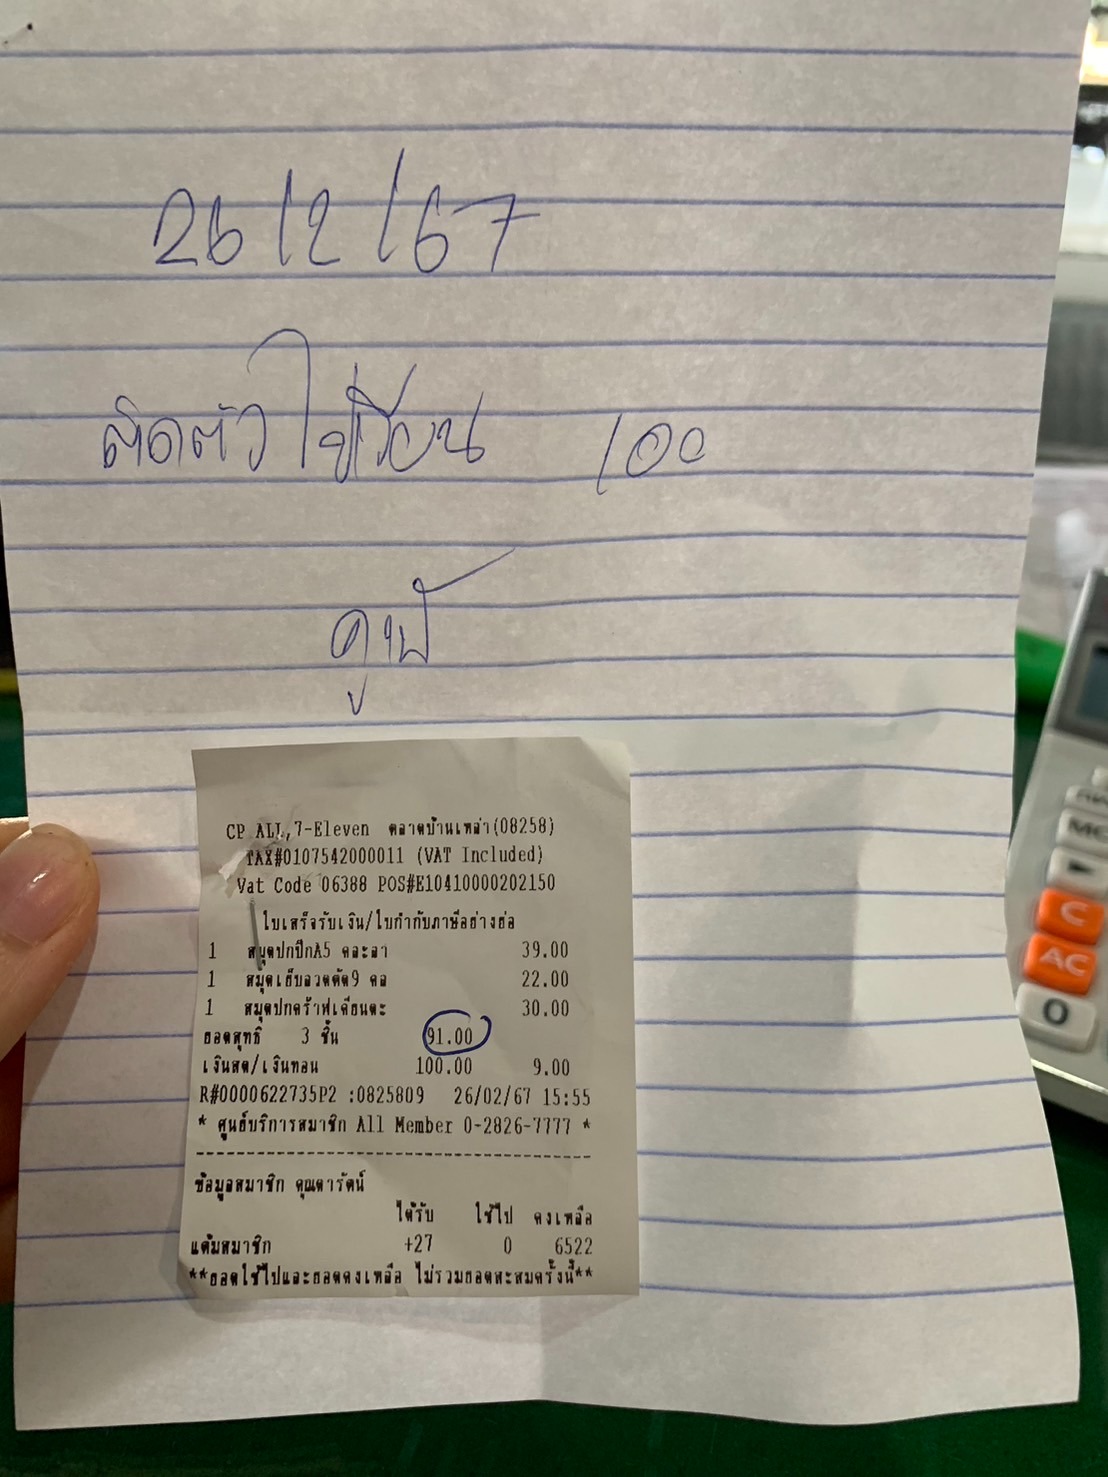 26/2/67
ติดตัวไปเรียน 100
CP ALL,7-Eleven ตลาดบ้านเหล่า(08258)
TAX#0107542000011 (VAT Included)
Vat Code 06388 POS#E10410000202150
ใบเสร็จรับเงิน/ใบกำกับภาษีอย่างย่อ
1 สมุดปกปึกA5 คละลา 39.00
1 สมุดเย็บลวดตัด9 คล 22.00
1 สมุดปกคร้าฟเดียนตะ 30.00
ยอดสุทธิ 3 ชิ้น 91.00
เงินสด/เงินทอน 100.00 9.00
R#0000622735P2 :0825809 26/02/67 15:55
* ศูนย์บริการสมาชิก All Member 0-2826-7777 *
ข้อมูลสมาชิก คุณดารัตน์
ได้รับ ใช้ไป คงเหลือ
แต้มสมาชิก +27 0 6522
**ยอดใช้ไปและยอดคงเหลือ ไม่รวมยอดสะสมครั้งนี้**
C
AC
0